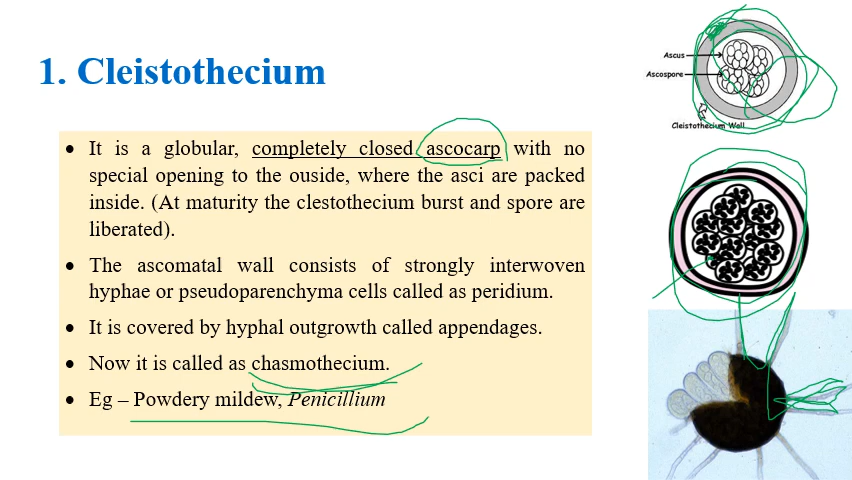 1. Cleistothecium
• It is a globular, completely closed ascocarp with no
special opening to the ouside, where the asci are packed
inside. (At maturity the clestothecium burst and spore are
liberated).
• The ascomatal wall consists of strongly interwoven
hyphae or pseudoparenchyma cells called as peridium.
• It is covered by hyphal outgrowth called appendages.
• Now it is called as chasmothecium.
• Eg – Powdery mildew, Penicillium
Ascus
Ascospore
Cleistothecium Wall